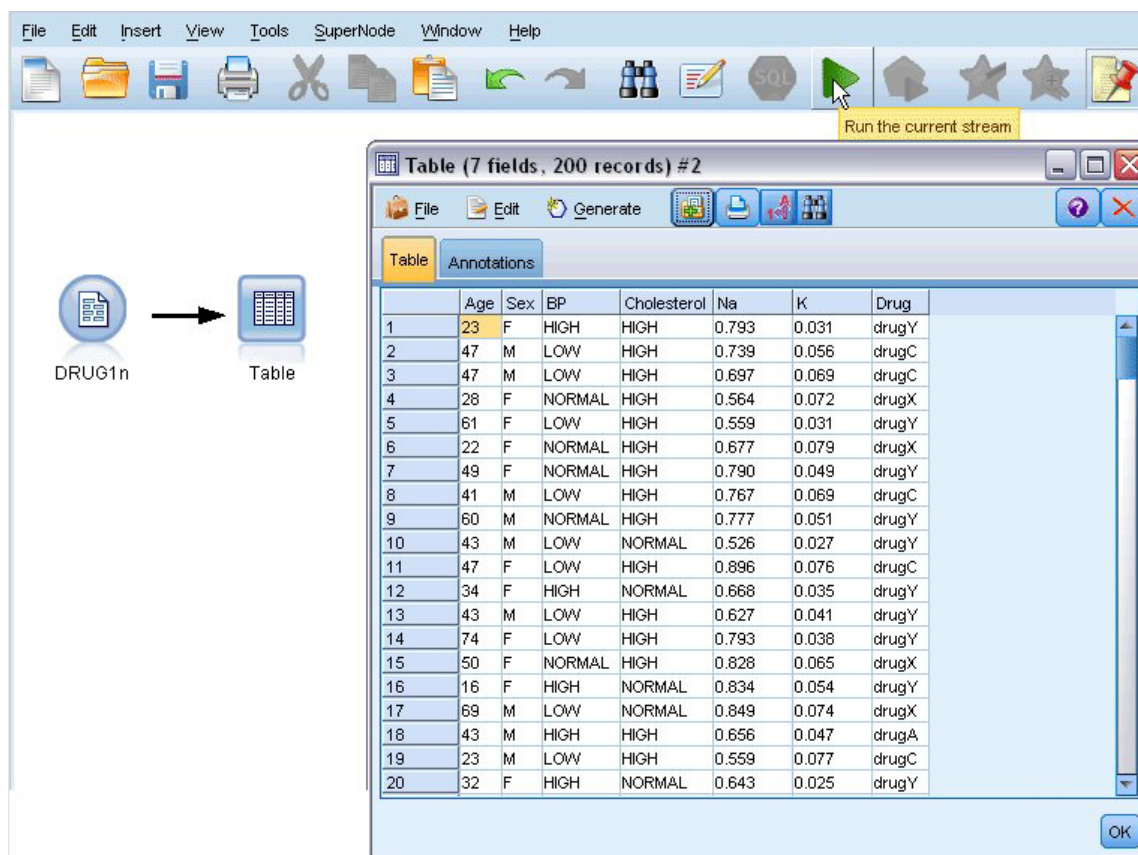 File Edit Insert View Tools SuperNode Window Help
SQL
Run the current stream
Table (7 fields, 200 records) #2
File Edit Generate
Table Annotations
Age Sex BP Cholesterol Na K Drug
1 23 F HIGH HIGH 0.793 0.031 drugY
2 47 M LOW HIGH 0.739 0.056 drugC
3 47 M LOW HIGH 0.697 0.069 drugC
4 28 F NORMAL HIGH 0.564 0.072 drugX
5 61 F LOW HIGH 0.559 0.031 drugY
6 22 F NORMAL HIGH 0.677 0.079 drugX
7 49 F NORMAL HIGH 0.790 0.049 drugY
8 41 M LOW HIGH 0.767 0.069 drugC
9 60 M NORMAL HIGH 0.777 0.051 drugY
10 43 M LOW NORMAL 0.526 0.027 drugY
11 47 F LOW HIGH 0.896 0.076 drugC
12 34 F HIGH NORMAL 0.668 0.035 drugY
13 43 M LOW HIGH 0.627 0.041 drugY
14 74 F LOW HIGH 0.793 0.038 drugY
15 50 F NORMAL HIGH 0.828 0.065 drugX
16 16 F HIGH NORMAL 0.834 0.054 drugY
17 69 M LOW NORMAL 0.849 0.074 drugX
18 43 M HIGH HIGH 0.656 0.047 drugA
19 23 M LOW HIGH 0.559 0.077 drugC
20 32 F HIGH NORMAL 0.643 0.025 drugY
DRUG1n
Table
OK